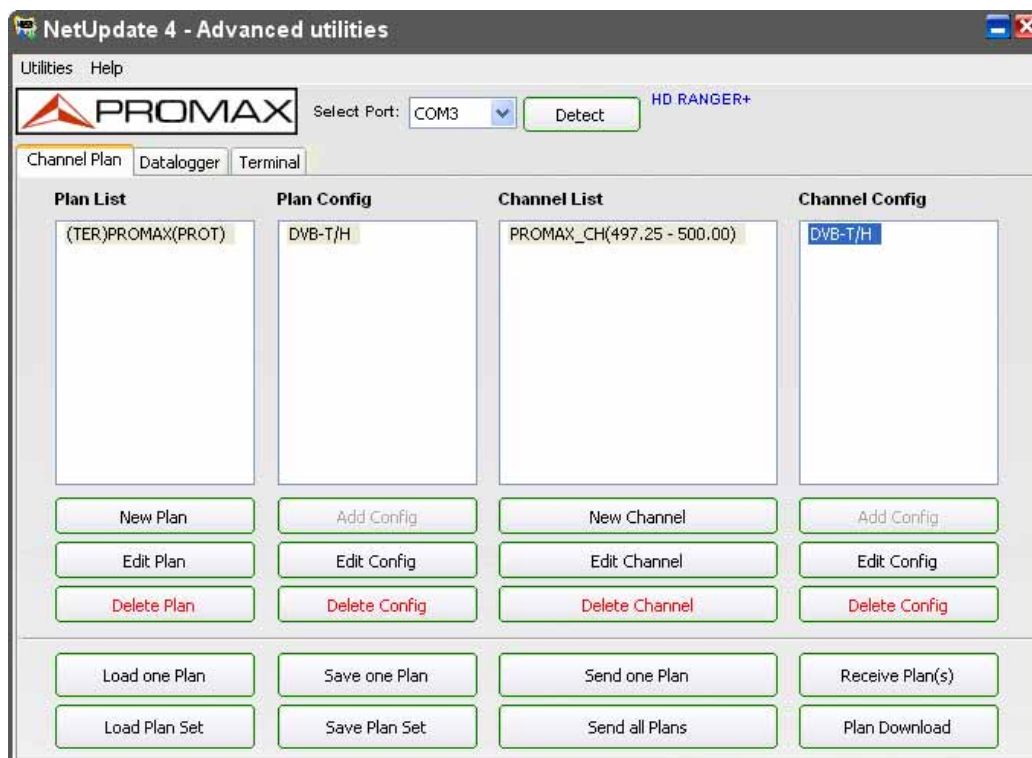 NetUpdate 4 - Advanced utilities
Utilities Help
PROMAX Select Port: COM3 Detect HD RANGER+
Channel Plan Datalogger Terminal
Plan List Plan Config Channel List Channel Config
(TER)PROMAX(PROT) DVB-T/H PROMAX_CH(497.25 - 500.00) DVB-T/H
New Plan Add Config New Channel Add Config
Edit Plan Edit Config Edit Channel Edit Config
Delete Plan Delete Config Delete Channel Delete Config
Load one Plan Save one Plan Send one Plan Receive Plan(s)
Load Plan Set Save Plan Set Send all Plans Plan Download